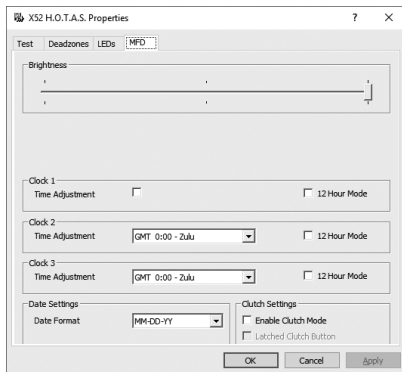 X52 H.O.T.A.S. Properties ? ×
Test Deadzones LEDs MFD
Brightness
Clock 1
Time Adjustment 12 Hour Mode
Clock 2
Time Adjustment GMT 0:00 - Zulu 12 Hour Mode
Clock 3
Time Adjustment GMT 0:00 - Zulu 12 Hour Mode
Date Settings Clutch Settings
Date Format MM-DD-YY Enable Clutch Mode
Latched Clutch Button
OK Cancel Apply